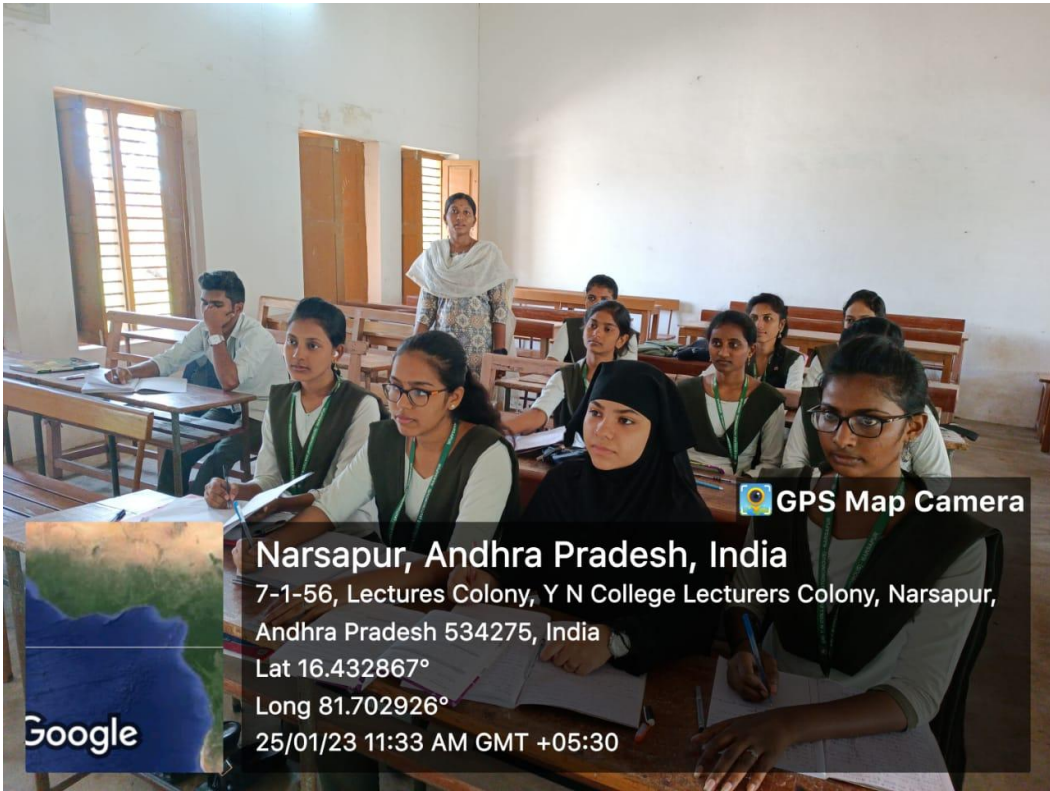 GPS Map Camera
Narsapur, Andhra Pradesh, India
7-1-56, Lectures Colony, Y N College Lecturers Colony, Narsapur,
Andhra Pradesh 534275, India
Lat 16.432867°
Long 81.702926°
25/01/23 11:33 AM GMT +05:30
Google